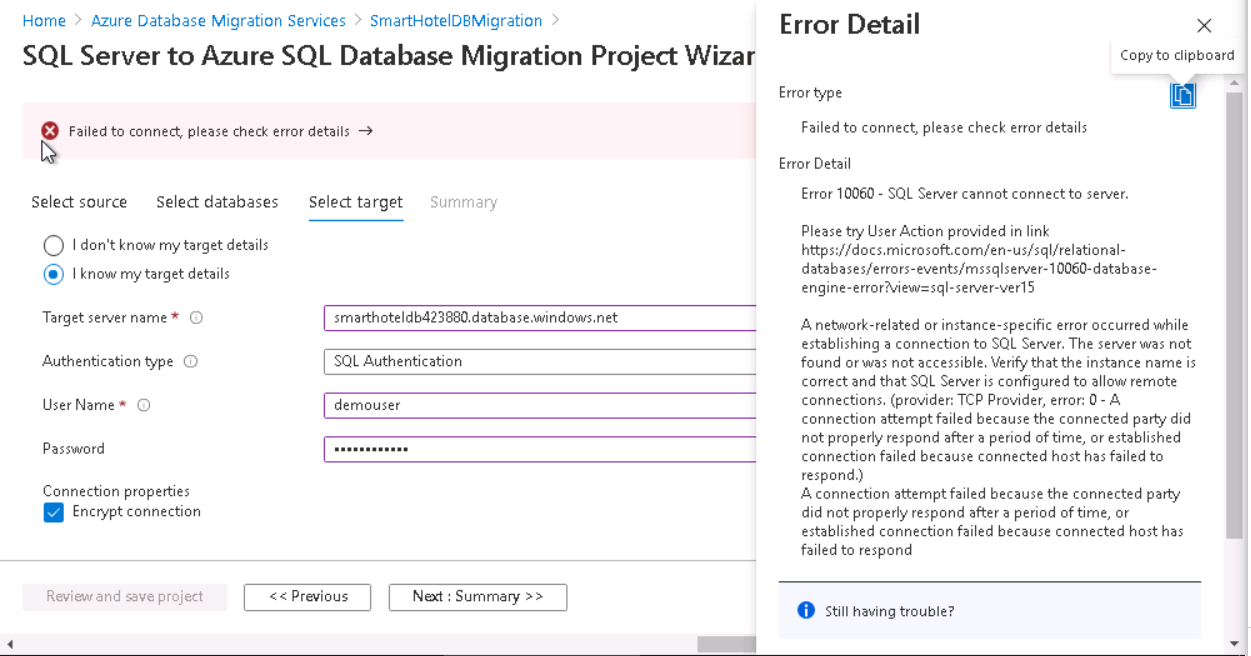 Home > Azure Database Migration Services > SmartHotelDBMigration >
SQL Server to Azure SQL Database Migration Project Wizar
Failed to connect, please check error details →
Select source Select databases Select target Summary
I don't know my target details
I know my target details
Target server name *
smarthoteldb423880.database.windows.net
Authentication type
SQL Authentication
User Name *
demouser
Password
••••••••••••
Connection properties
Encrypt connection
Review and save project
<< Previous
Next : Summary >>
Error Detail
Copy to clipboard
Error type
Failed to connect, please check error details
Error Detail
Error 10060 - SQL Server cannot connect to server.
Please try User Action provided in link
https://docs.microsoft.com/en-us/sql/relational-
databases/errors-events/mssqlserver-10060-database-
engine-error?view=sql-server-ver15
A network-related or instance-specific error occurred while
establishing a connection to SQL Server. The server was not
found or was not accessible. Verify that the instance name is
correct and that SQL Server is configured to allow remote
connections. (provider: TCP Provider, error: 0 - A
connection attempt failed because the connected party did
not properly respond after a period of time, or established
connection failed because connected host has failed to
respond.)
A connection attempt failed because the connected party
did not properly respond after a period of time, or
established connection failed because connected host has
failed to respond
Still having trouble?